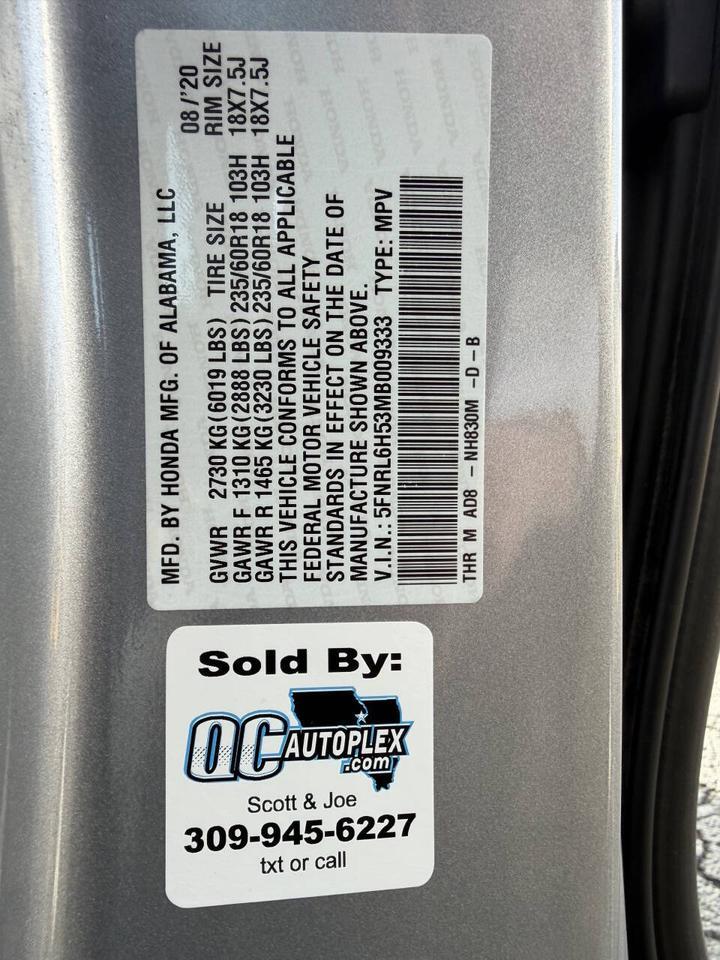 MFD. BY HONDA MFG. OF ALABAMA, LLC 08/'20
GVWR 2730 KG(6019 LBS) TIRE SIZE RIM SIZE
GAWR F 1310 KG(2888 LBS) 235/60R18 103H 18X7.5J
GAWR R 1465 KG(3230 LBS) 235/60R18 103H 18X7.5J
THIS VEHICLE CONFORMS TO ALL APPLICABLE
FEDERAL MOTOR VEHICLE SAFETY
STANDARDS IN EFFECT ON THE DATE OF
MANUFACTURE SHOWN ABOVE.
V.I.N.: 5FNRL6H53MB009333 TYPE: MPV
THR M AD8 - NH830M -D-B
Sold By:
QC AUTOPLEX
.com
Scott & Joe
309-945-6227
txt or call